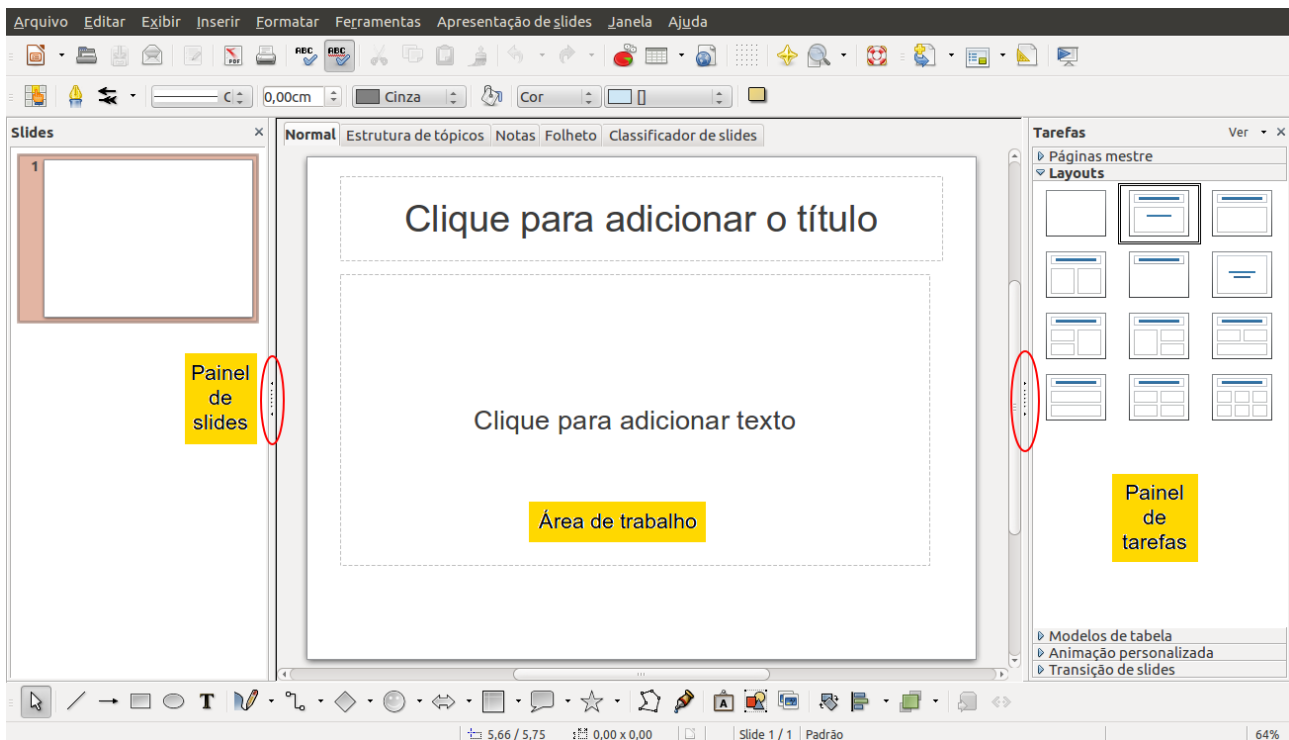 Arquivo Editar Exibir Inserir Formatar Ferramentas Apresentação de slides Janela Ajuda
PDF ABC ABC
C 0,00cm Cinza Cor []
Slides
Normal Estrutura de tópicos Notas Folheto Classificador de slides
Tarefas Ver
Páginas mestre
Layouts
1
Clique para adicionar o título
Painel
de
slides
Clique para adicionar texto
Área de trabalho
Painel
de
tarefas
Modelos de tabela
Animação personalizada
Transição de slides
T A
5,66 / 5,75 0,00 x 0,00 Slide 1 / 1 Padrão 64%